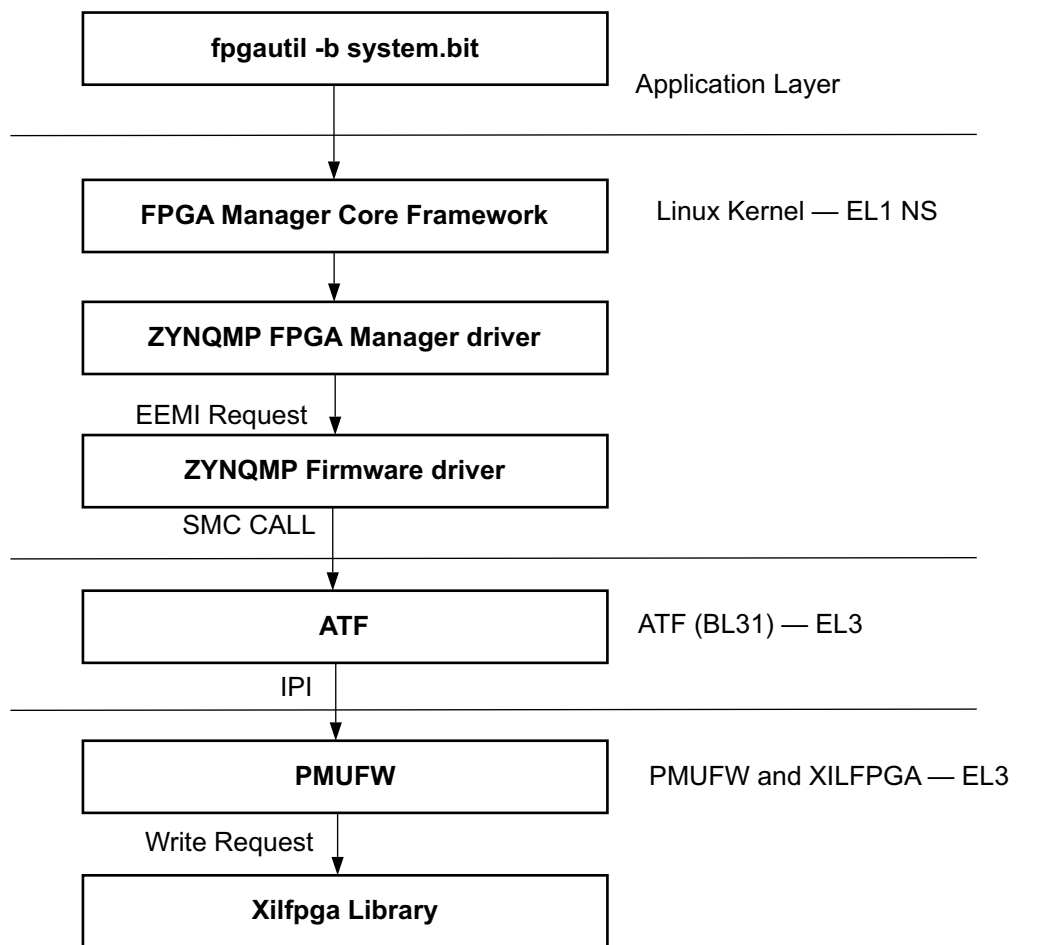 fpgautil -b system.bit
Application Layer
FPGA Manager Core Framework
Linux Kernel — EL1 NS
ZYNQMP FPGA Manager driver
EEMI Request
ZYNQMP Firmware driver
SMC CALL
ATF
ATF (BL31) — EL3
IPI
PMUFW
PMUFW and XILFPGA — EL3
Write Request
Xilfpga Library